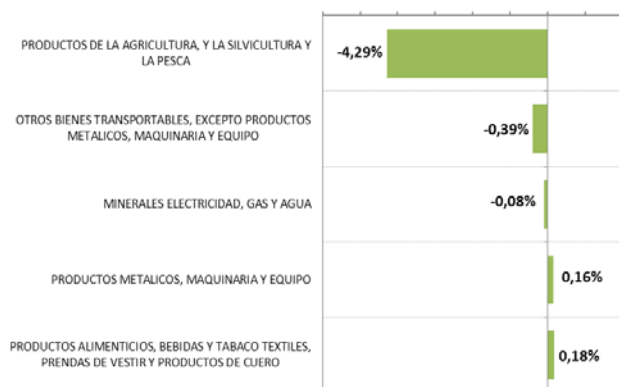 PRODUCTOS DE LA AGRICULTURA, Y LA SILVICULTURA Y
LA PESCA
-4,29%
OTROS BIENES TRANSPORTABLES, EXCEPTO PRODUCTOS
METALICOS, MAQUINARIA Y EQUIPO
-0,39%
MINERALES ELECTRICIDAD, GAS Y AGUA
-0,08%
PRODUCTOS METALICOS, MAQUINARIA Y EQUIPO
0,16%
PRODUCTOS ALIMENTICIOS, BEBIDAS Y TABACO TEXTILES,
PRENDAS DE VESTIR Y PRODUCTOS DE CUERO
0,18%